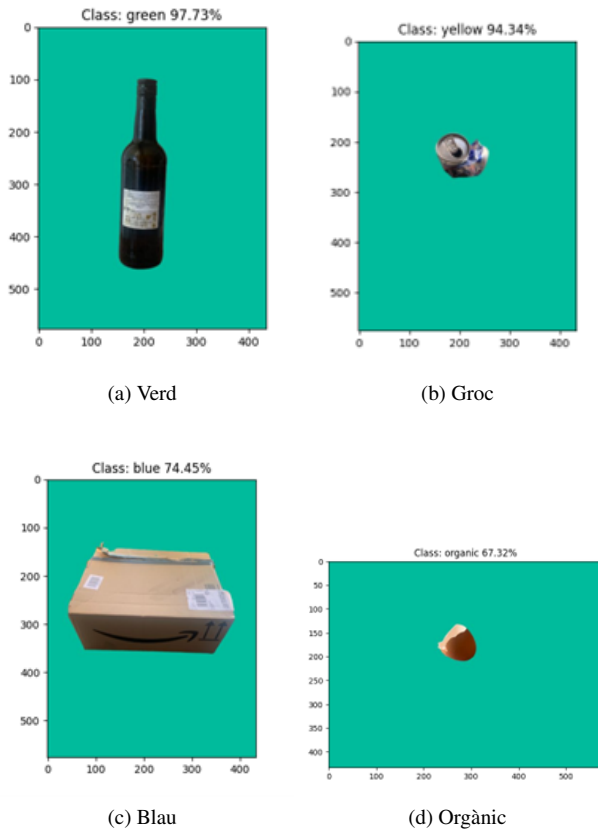 Class: green 97.73%
0
100
200
300
400
500
0 100 200 300 400
(a) Verd
Class: yellow 94.34%
0
100
200
300
400
500
0 100 200 300 400
(b) Groc
Class: blue 74.45%
0
100
200
300
400
500
0 100 200 300 400
(c) Blau
Class: organic 67.32%
0
50
100
150
200
250
300
350
400
0 100 200 300 400 500
(d) Orgànic